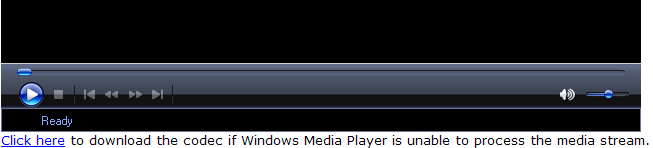 Ready
Click here to download the codec if Windows Media Player is unable to process the media stream.